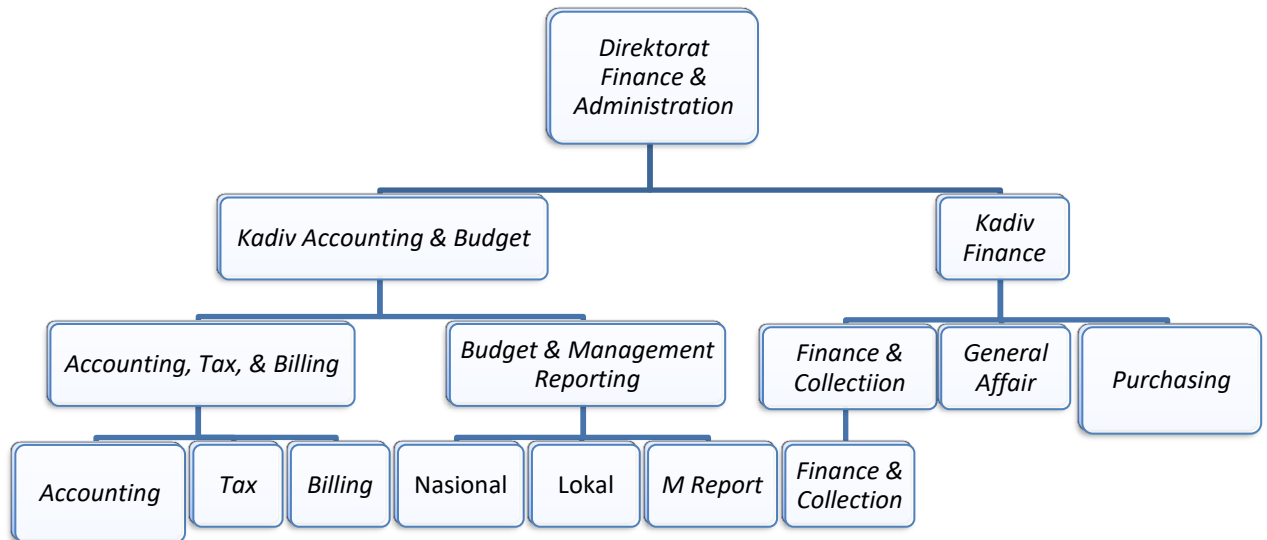 Direktorat
Finance &
Administration
Kadiv Accounting & Budget
Kadiv
Finance
Accounting, Tax, & Billing
Budget & Management
Reporting
Finance &
Collectiion
General
Affair
Purchasing
Accounting
Tax
Billing
Nasional
Lokal
M Report
Finance &
Collection